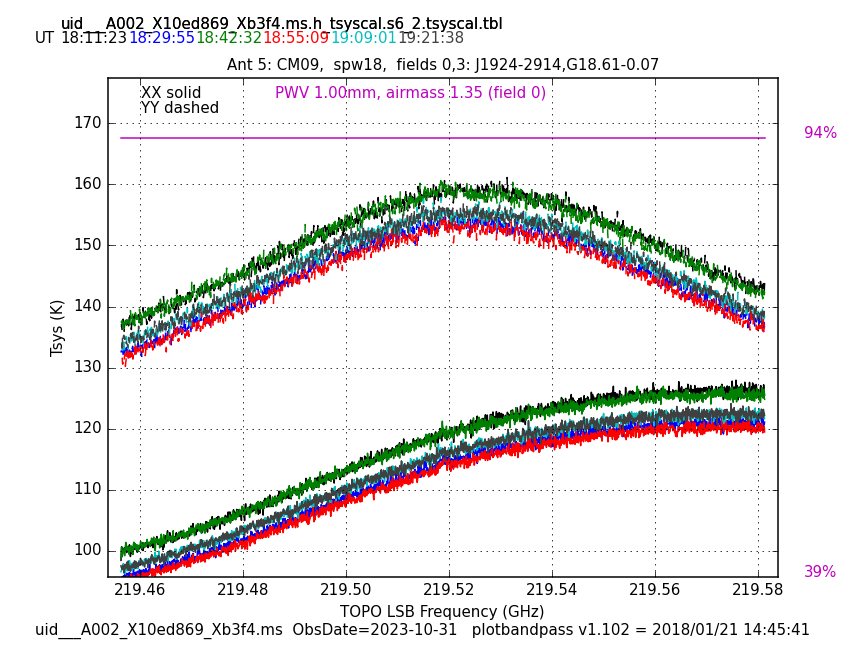 uid___A002_X10ed869_Xb3f4.ms.h_tsyscal.s6_2.tsyscal.tbl
UT 18:11:23 18:29:55 18:42:32 18:55:09 19:09:01 19:21:38
Ant 5: CM09,  spw18,  fields 0,3: J1924-2914,G18.61-0.07
XX solid
YY dashed
PWV 1.00mm, airmass 1.35 (field 0)
94%
39%
170
160
150
140
130
120
110
100
Tsys (K)
219.46 219.48 219.50 219.52 219.54 219.56 219.58
TOPO LSB Frequency (GHz)
uid___A002_X10ed869_Xb3f4.ms  ObsDate=2023-10-31   plotbandpass v1.102 = 2018/01/21 14:45:41